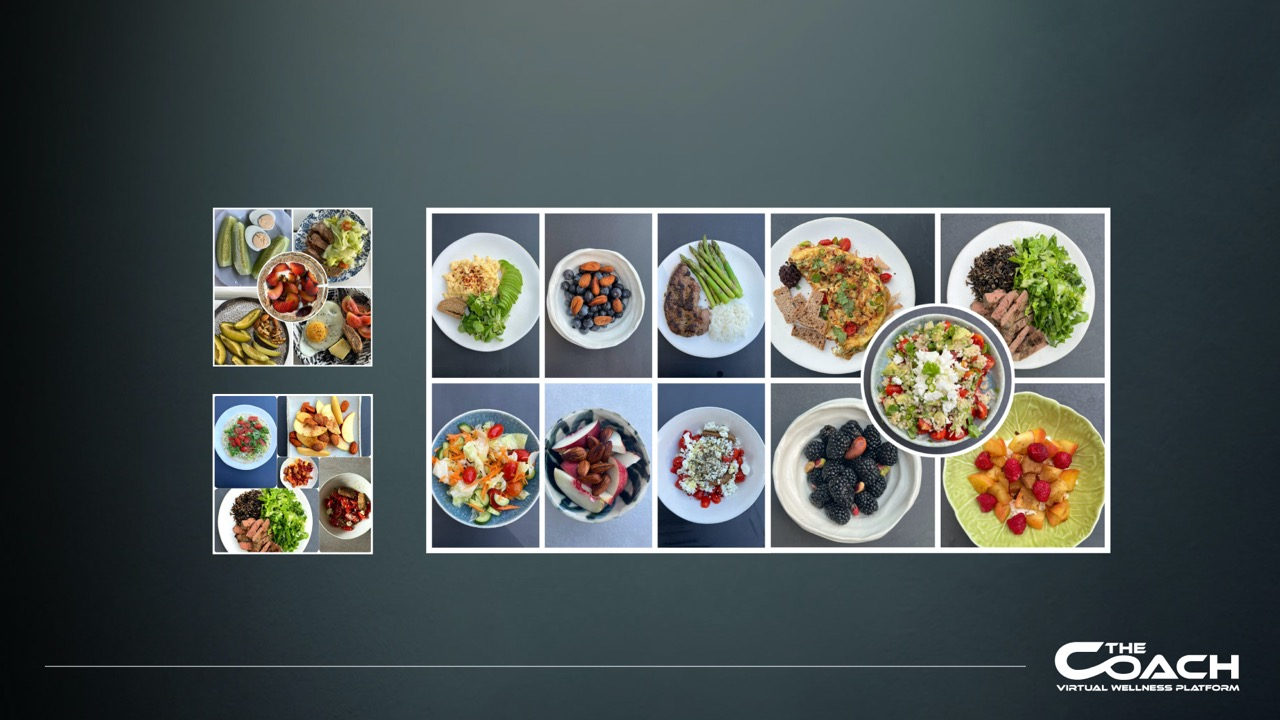 THE
COACH
VIRTUAL WELLNESS PLATFORM